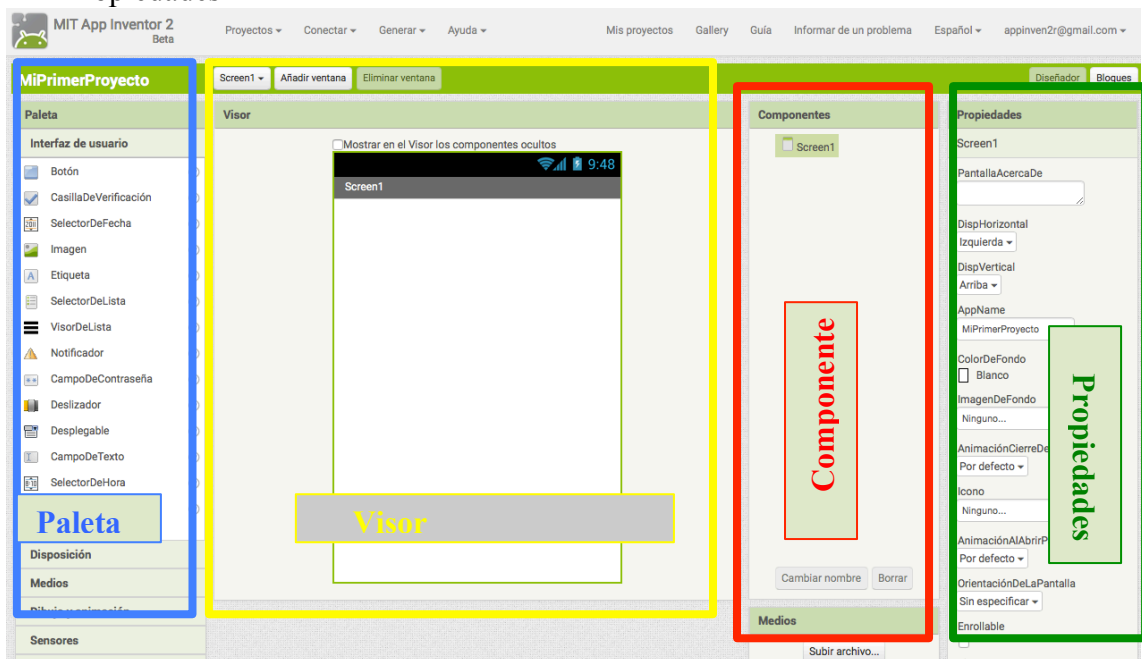 MIT App Inventor 2
Beta
Proyectos Conectar Generar Ayuda Mis proyectos Gallery Guía Informar de un problema Español appinven2r@gmail.com
MiPrimerProyecto
Screen1 Añadir ventana Eliminar ventana
Diseñador Bloques
Paleta
Interfaz de usuario
Botón
CasillaDeVerificación
SelectorDeFecha
Imagen
Etiqueta
SelectorDeLista
VisorDeLista
Notificador
CampoDeContraseña
Deslizador
Desplegable
CampoDeTexto
SelectorDeHora
Paleta
Disposición
Medios
Sensores
Visor
Mostrar en el Visor los componentes ocultos
9:48
Screen1
Visor
Componentes
Screen1
Componente
Cambiar nombre Borrar
Medios
Subir archivo...
Propiedades
Screen1
PantallaAcercaDe
DispHorizontal
Izquierda
DispVertical
Arriba
AppName
MiPrimerProyecto
ColorDeFondo
Blanco
ImagenDeFondo
Ninguno...
AnimaciónCierreDe
Por defecto
Icono
Ninguno...
AnimaciónAlAbrirP
Por defecto
OrientaciónDeLaPantalla
Sin especificar
Enrollable
Propiedades